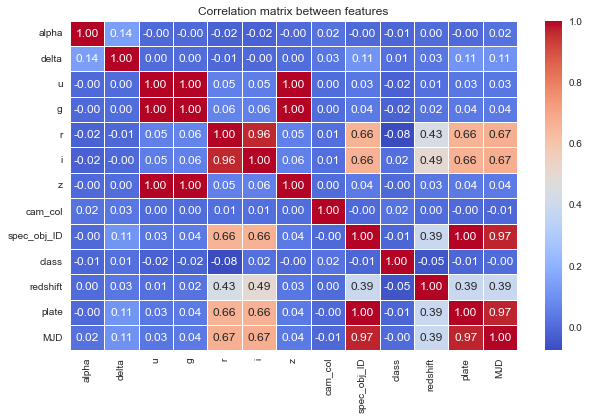 Correlation matrix between features
alpha 1.00 0.14 -0.00 -0.00 -0.02 -0.02 -0.00 0.02 -0.00 -0.01 0.00 -0.00 0.02
delta 0.14 1.00 0.00 0.00 -0.01 -0.00 0.00 0.03 0.11 0.01 0.03 0.11 0.11
u -0.00 0.00 1.00 1.00 0.05 0.05 1.00 0.00 0.03 -0.02 0.01 0.03 0.03
g -0.00 0.00 1.00 1.00 0.06 0.06 1.00 0.00 0.04 -0.02 0.02 0.04 0.04
r -0.02 -0.01 0.05 0.06 1.00 0.96 0.05 0.01 0.66 -0.08 0.43 0.66 0.67
i -0.02 -0.00 0.05 0.06 0.96 1.00 0.06 0.01 0.66 0.02 0.49 0.66 0.67
z -0.00 0.00 1.00 1.00 0.05 0.06 1.00 0.00 0.04 -0.00 0.03 0.04 0.04
cam_col 0.02 0.03 0.00 0.00 0.01 0.01 0.00 1.00 -0.00 0.02 0.00 -0.00 -0.01
spec_obj_ID -0.00 0.11 0.03 0.04 0.66 0.66 0.04 -0.00 1.00 -0.01 0.39 1.00 0.97
class -0.01 0.01 -0.02 -0.02 -0.08 0.02 -0.00 0.02 -0.01 1.00 -0.05 -0.01 -0.00
redshift 0.00 0.03 0.01 0.02 0.43 0.49 0.03 0.00 0.39 -0.05 1.00 0.39 0.39
plate -0.00 0.11 0.03 0.04 0.66 0.66 0.04 -0.00 1.00 -0.01 0.39 1.00 0.97
MJD 0.02 0.11 0.03 0.04 0.67 0.67 0.04 -0.01 0.97 -0.00 0.39 0.97 1.00
alpha delta u g r i z cam_col spec_obj_ID class redshift plate MJD
1.0
0.8
0.6
0.4
0.2
0.0